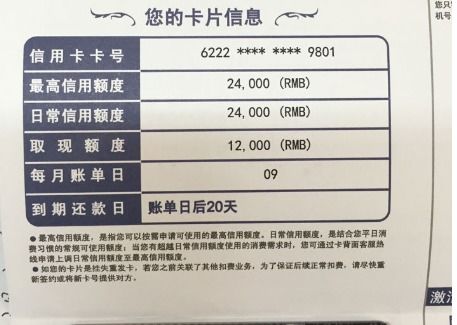 您的卡片信息
信用卡卡号 6222 **** **** 9801
最高信用额度 24,000 (RMB)
日常信用额度 24,000 (RMB)
取现额度 12,000 (RMB)
每月账单日 09
到期还款日 账单日后20天
●最高信用额度，是指您可以按需申请可使用的最高信用额度。日常信用额度，是结合您平日消
费习惯的常规可使用额度；当您有超越日常信用额度使用的消费需求时，您可通过卡背面客服热
线申请上调日常信用额度至最高信用额度。
●如您的卡片是挂失重发卡，若您之前关联了其他扣费业务，为了保证后续正常扣费，请尽快重
新签约或将新卡号提供对方。
机号